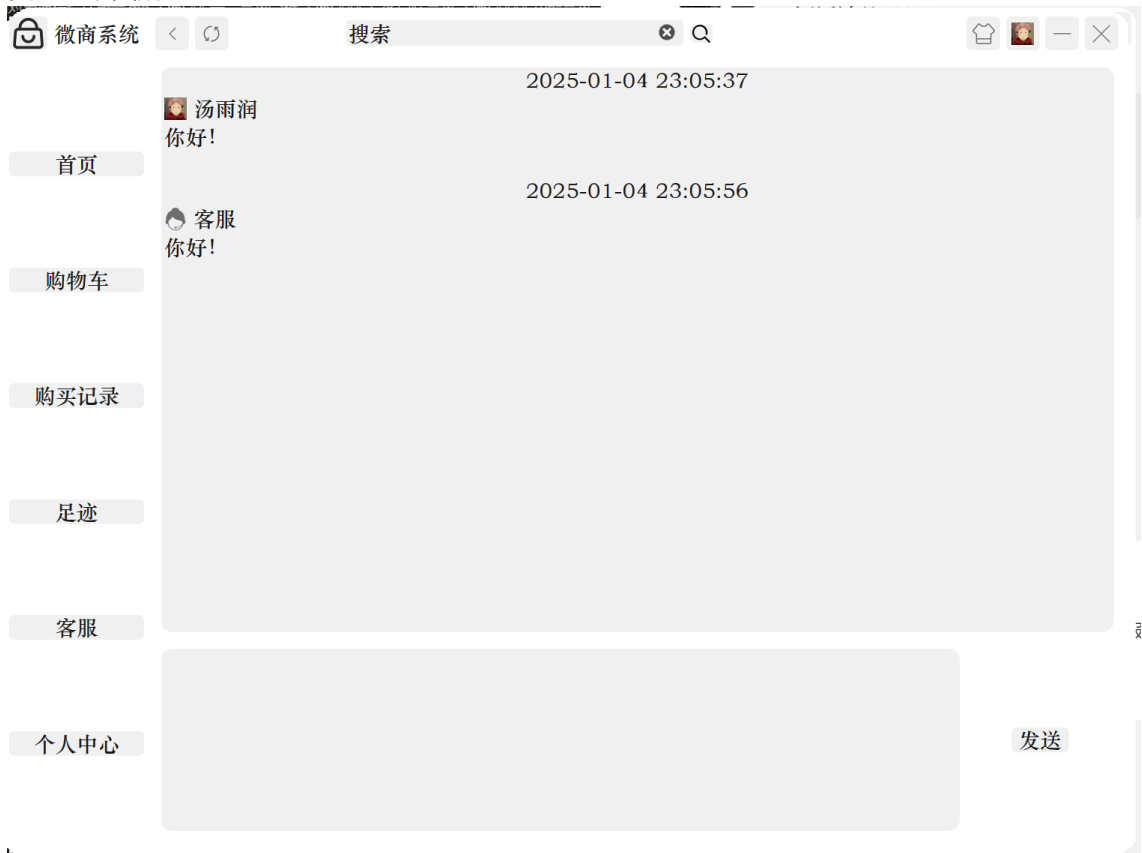 微商系统
搜索
2025-01-04 23:05:37
汤雨润
你好！
2025-01-04 23:05:56
客服
你好！
首页
购物车
购买记录
足迹
客服
个人中心
发送